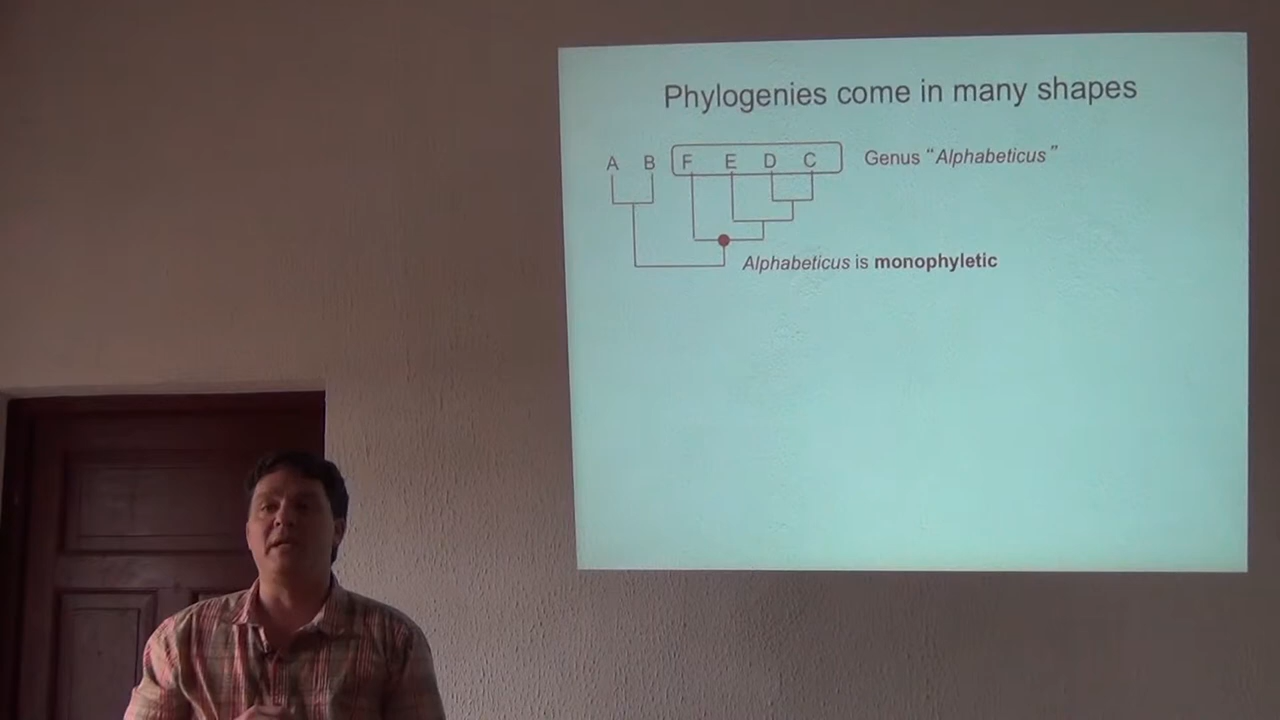 Phylogenies come in many shapes
A B F E D C Genus “Alphabeticus”
Alphabeticus is monophyletic